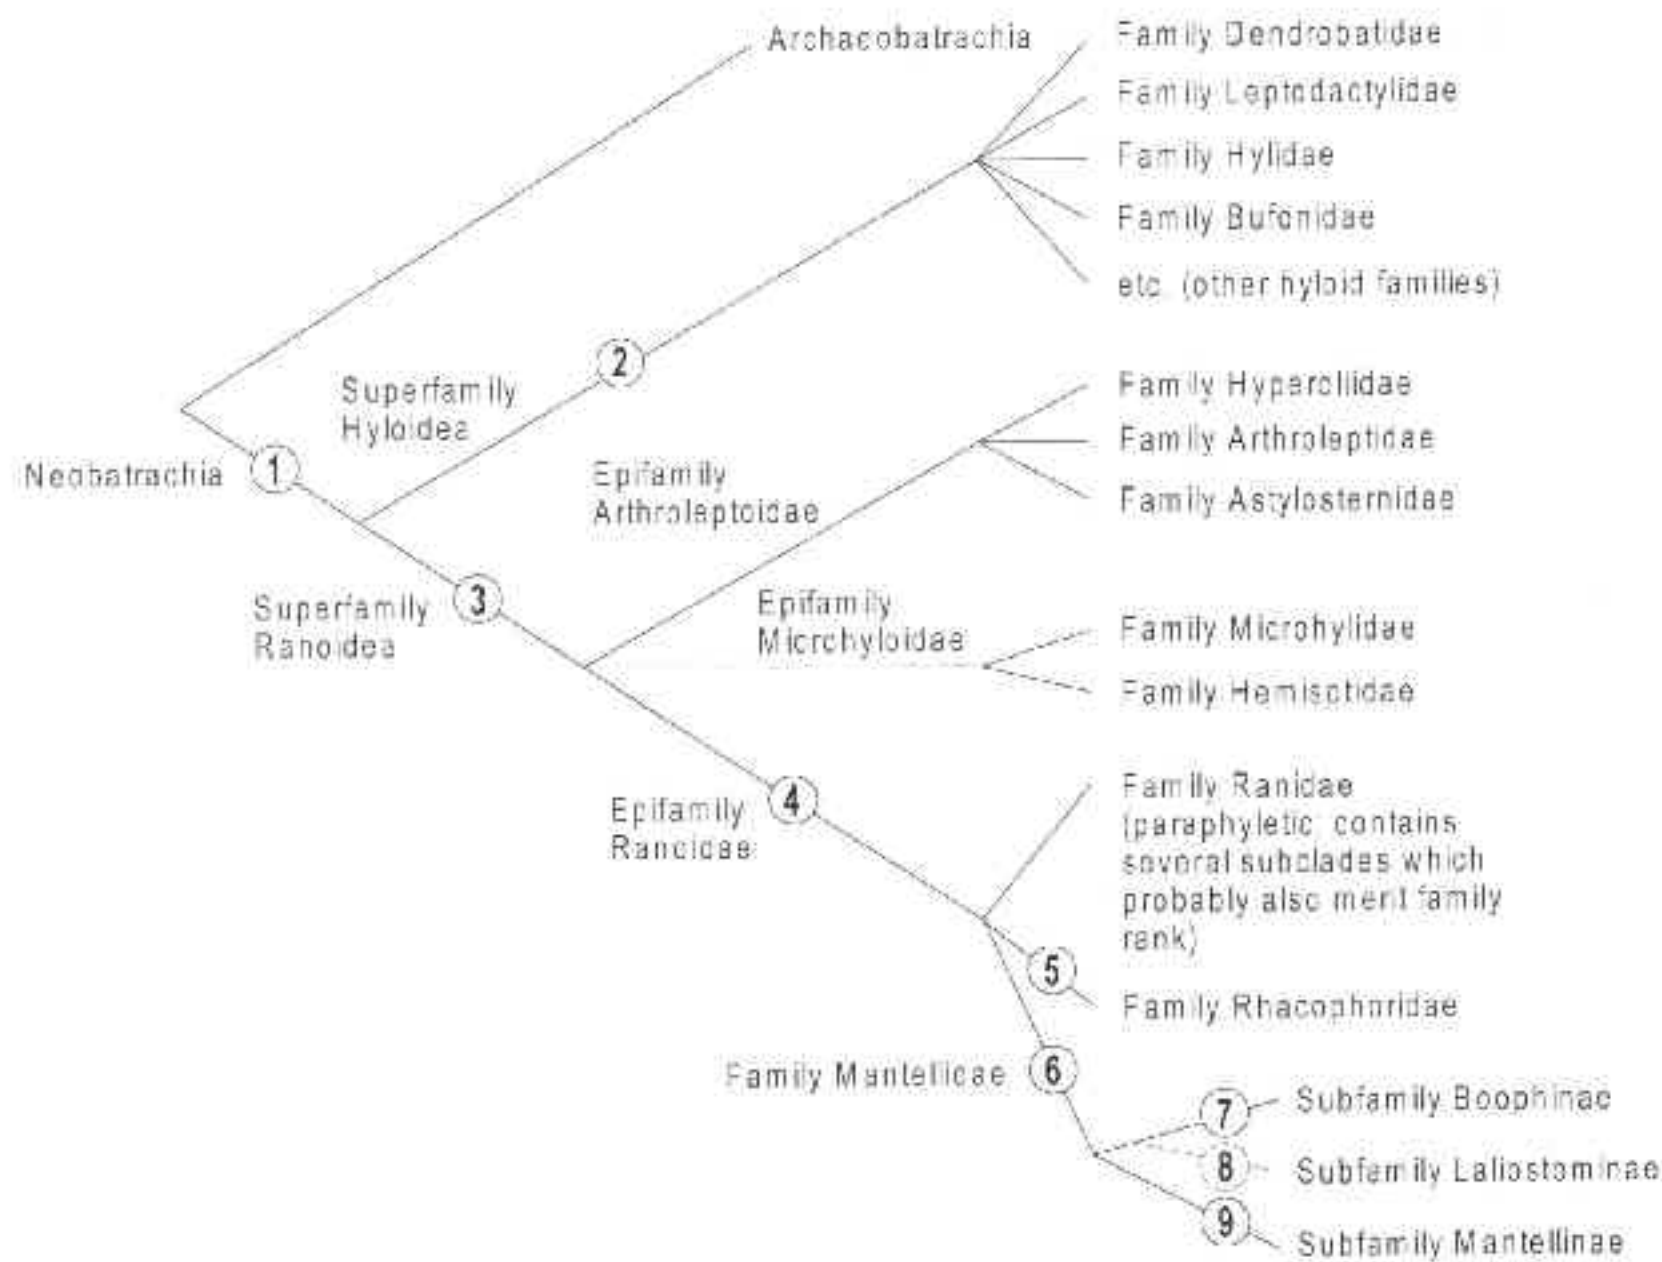 Archaeobatrachia
Family Dendrobatidae
Family Leptodactylidae
Family Hylidae
Family Bufonidae
etc. (other hyloid families)
2
Superfamily
Hyloidea
Neobatrachia
1
Epifamily
Arthroleptoidae
Family Hyperoliidae
Family Arthroleptidae
Family Astylosternidae
Superfamily
Ranoidea
3
Epifamily
Microhyloidae
Family Microhylidae
Family Hemisotidae
Epifamily
Ranoidae
4
Family Ranidae
(paraphyletic; contains
several subclades which
probably also merit family
rank)
5
Family Rhacophoridae
Family Mantellidae
6
7
Subfamily Boophinae
8
Subfamily Laliostominae
9
Subfamily Mantellinae